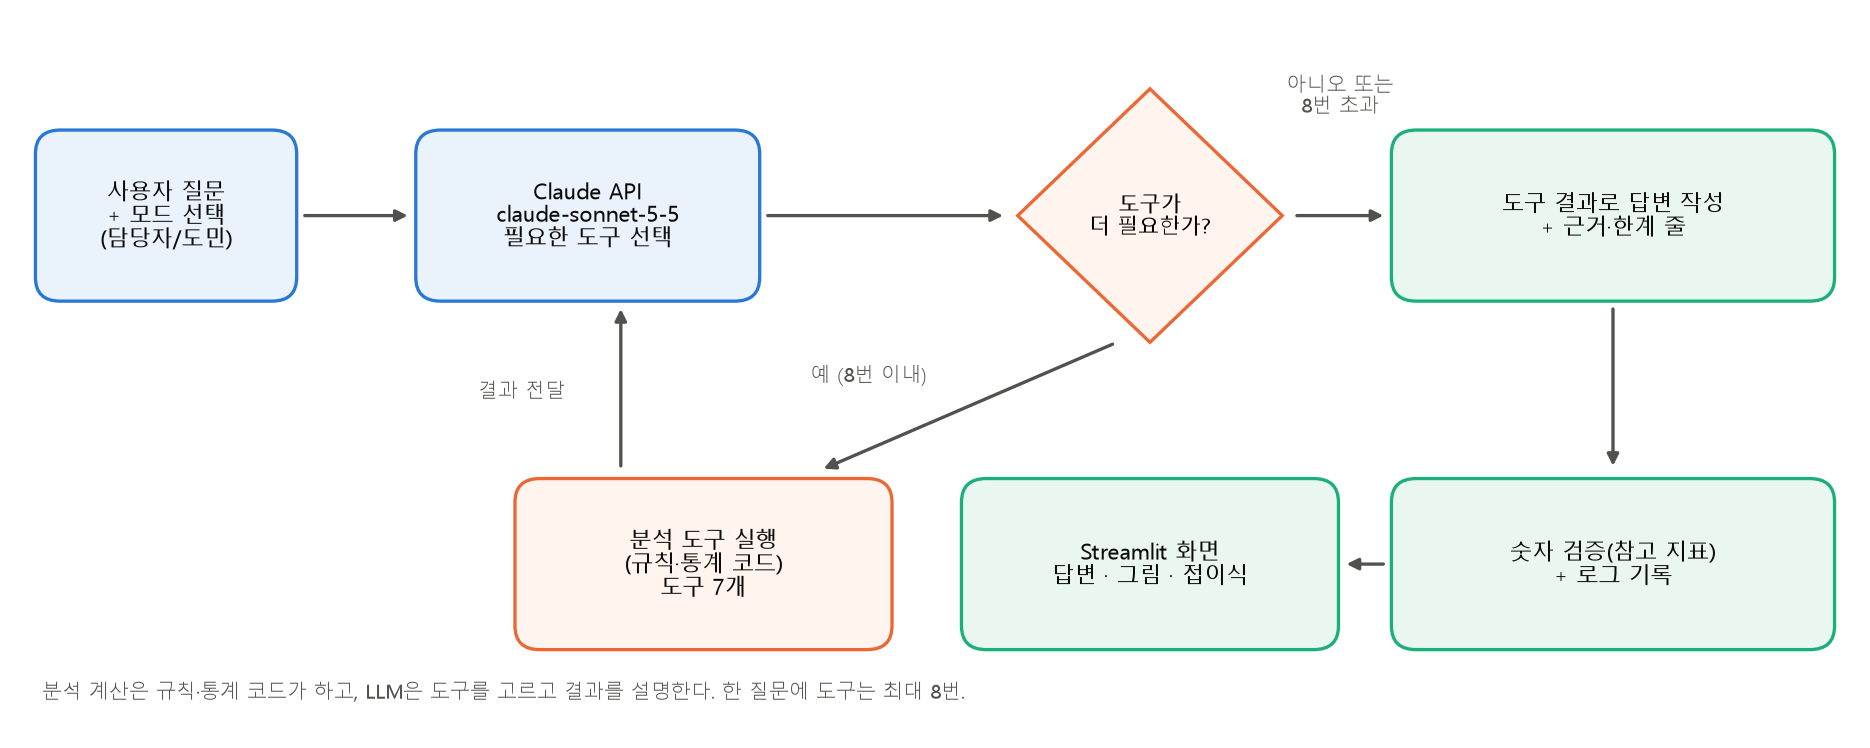 사용자 질문
+ 모드 선택
(담당자/도민)
Claude API
claude-sonnet-5-5
필요한 도구 선택
도구가
더 필요한가?
아니오 또는
8번 초과
도구 결과로 답변 작성
+ 근거·한계 줄
결과 전달
예 (8번 이내)
분석 도구 실행
(규칙·통계 코드)
도구 7개
Streamlit 화면
답변 · 그림 · 접이식
숫자 검증(참고 지표)
+ 로그 기록
분석 계산은 규칙·통계 코드가 하고, LLM은 도구를 고르고 결과를 설명한다. 한 질문에 도구는 최대 8번.